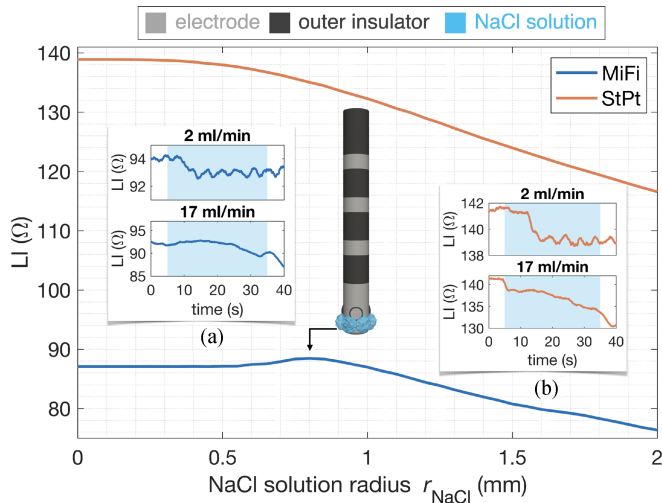 electrode outer insulator NaCl solution
140
130
120
110
100
90
80
LI (Ω)
MiFi
StPt
2 ml/min
94
92
LI (Ω)
17 ml/min
95
90
85
LI (Ω)
0 10 20 30 40
time (s)
(a)
2 ml/min
142
140
138
LI (Ω)
17 ml/min
145
140
135
130
LI (Ω)
0 10 20 30 40
time (s)
(b)
0 0.5 1 1.5 2
NaCl solution radius r_NaCl (mm)